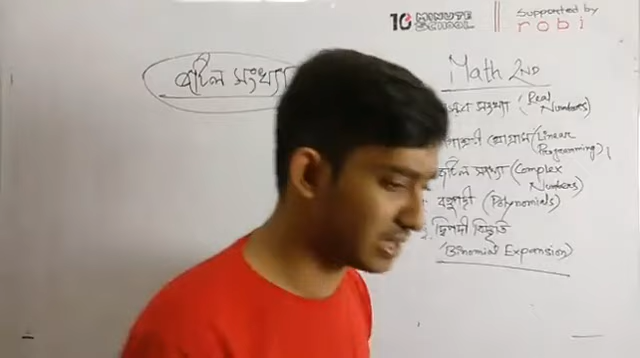 10 MINUTE SCHOOL
Supported by
robi
জটিল সংখ্যা
Math 2ND
সংখ্যা (Real Numbers)
প্রোগ্রাম (Linear Programming)
জটিল সংখ্যা (Complex Numbers)
বহুপদী (Polynomials)
দ্বিপদী বিস্তৃতি
(Binomial Expansion)